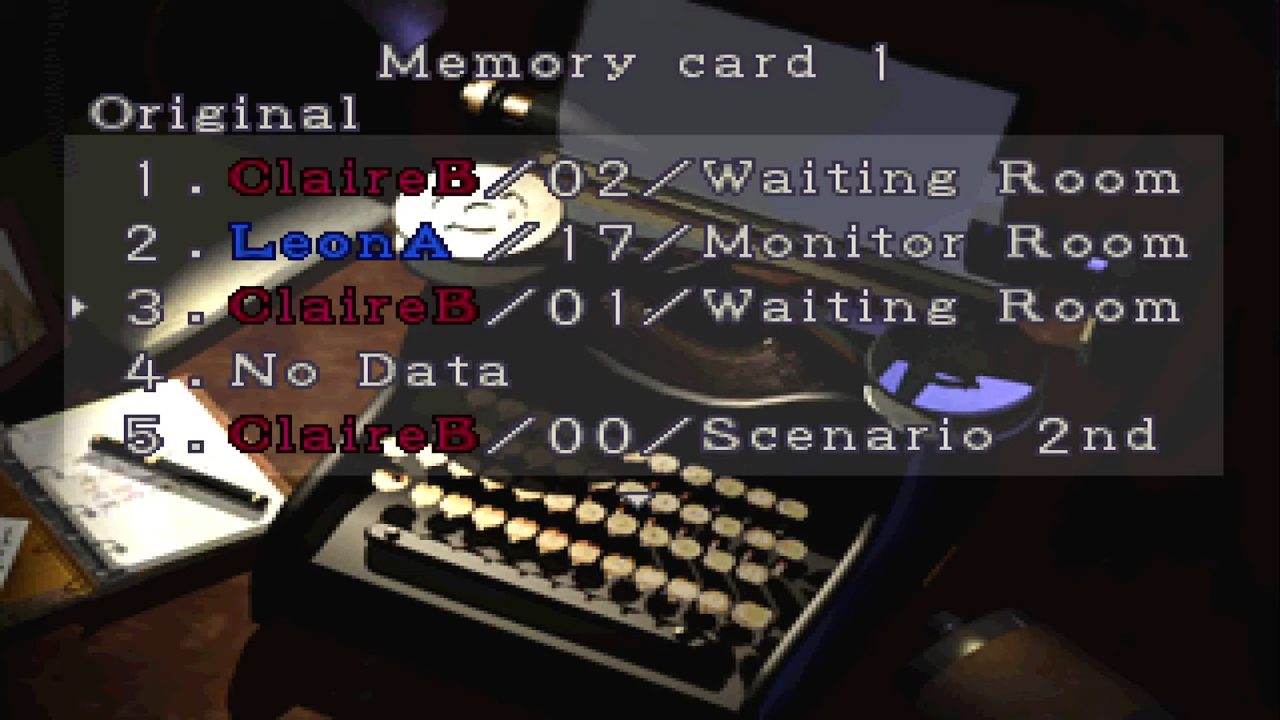 Memory card 1
Original
1. ClaireB/02/Waiting Room
2. LeonA /17/Monitor Room
3. ClaireB/01/Waiting Room
4. No Data
5. ClaireB/00/Scenario 2nd